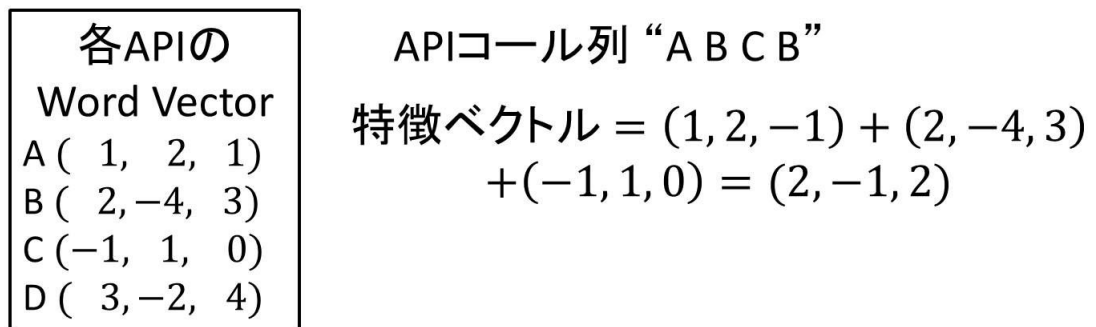 各APIの
Word Vector
A ( 1, 2, 1)
B ( 2, −4, 3)
C (−1, 1, 0)
D ( 3, −2, 4)
APIコール列 “A B C B”
特徴ベクトル = (1, 2, −1) + (2, −4, 3)
+(−1, 1, 0) = (2, −1, 2)